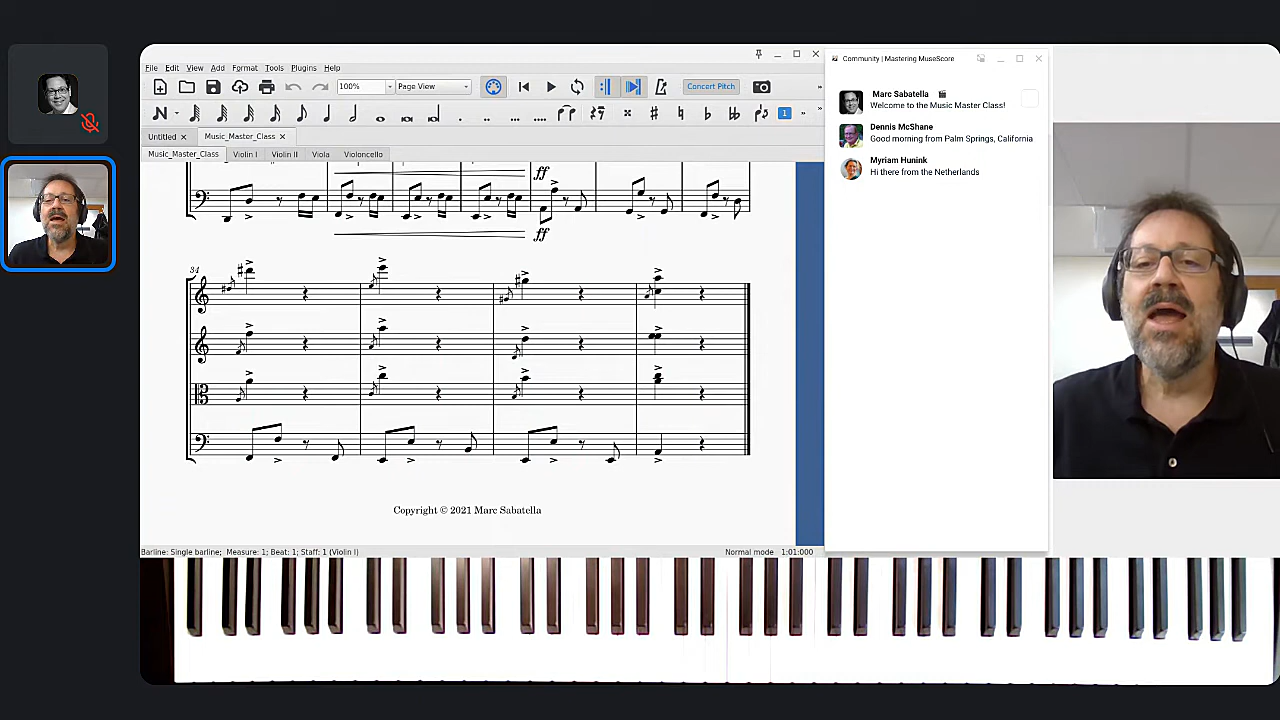 File Edit View Add Format Tools Plugins Help
100% Page View Concert Pitch
1
Untitled Music_Master_Class
Music_Master_Class Violin I Violin II Viola Violoncello
ff
ff
34
Copyright © 2021 Marc Sabatella
Barline: Single barline; Measure: 1; Beat: 1; Staff: 1 (Violin I) Normal mode 1:01:000
Community | Mastering MuseScore
Marc Sabatella
Welcome to the Music Master Class!
Dennis McShane
Good morning from Palm Springs, California
Myriam Hunink
Hi there from the Netherlands